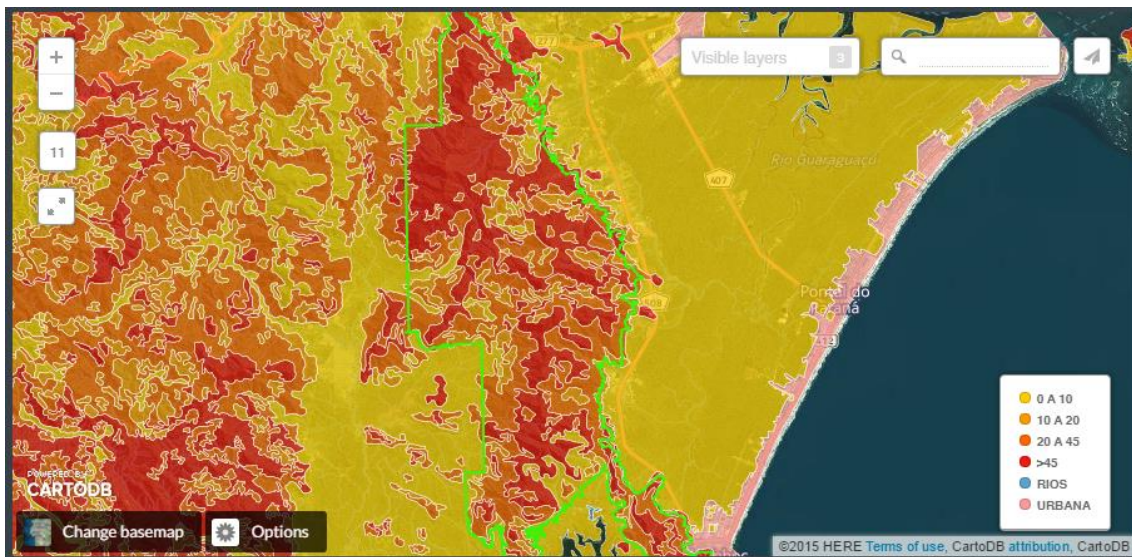 +
−
11
Visible layers 3
277
Rio Guaraguaçú
407
508
Pontal do
Paraná
412
0 A 10
10 A 20
20 A 45
>45
RIOS
URBANA
POWERED BY
CARTODB
Change basemap
Options
©2015 HERE Terms of use, CartoDB attribution, CartoDB